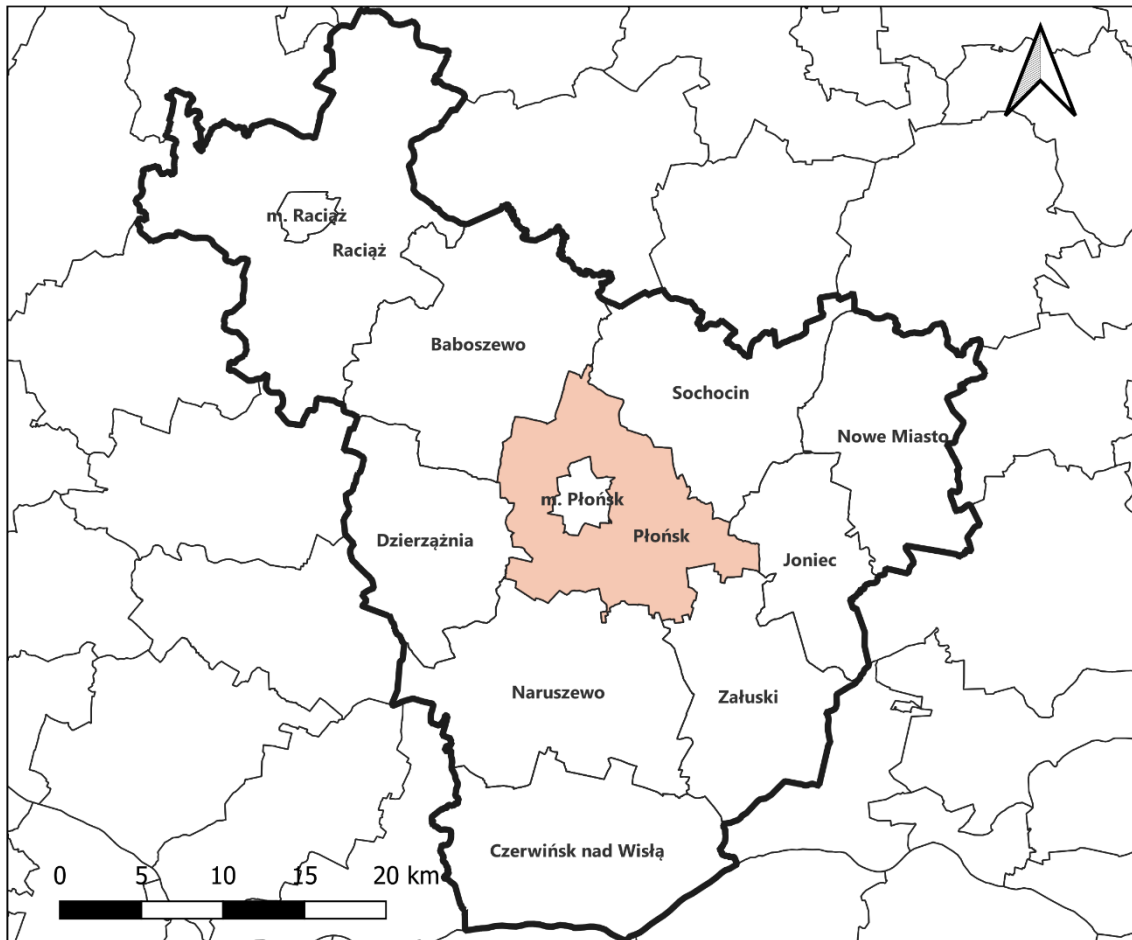 m. Raciąż
Raciąż
Baboszewo
Sochocin
Nowe Miasto
m. Płońsk
Płońsk
Dzierzążnia
Joniec
Naruszewo
Załuski
Czerwińsk nad Wisłą
0 5 10 15 20 km